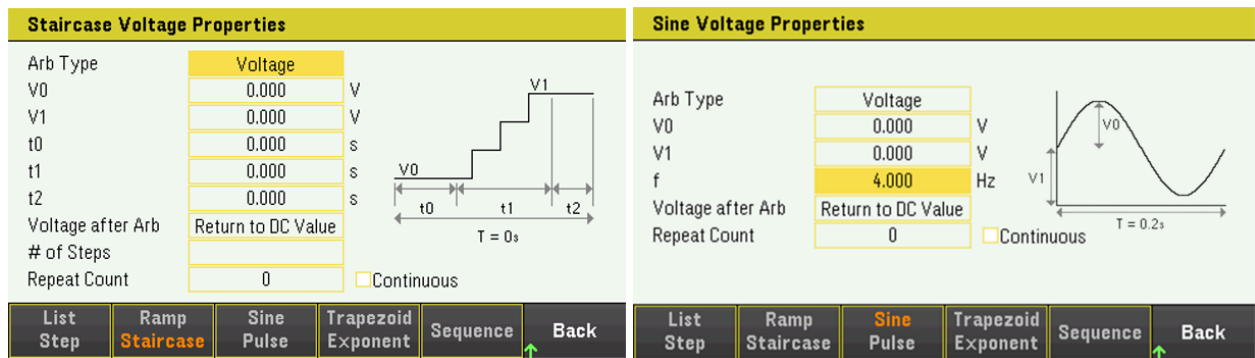 Staircase Voltage Properties
Arb Type Voltage
V0 0.000 V
V1 0.000 V
t0 0.000 s
t1 0.000 s
t2 0.000 s
Voltage after Arb Return to DC Value
# of Steps
Repeat Count 0 Continuous
V1
V0
t0 t1 t2
T = 0s
List Step
Ramp Staircase
Sine Pulse
Trapezoid Exponent
Sequence
Back
Sine Voltage Properties
Arb Type Voltage
V0 0.000 V
V1 0.000 V
f 4.000 Hz
Voltage after Arb Return to DC Value
Repeat Count 0 Continuous
V0
V1
T = 0.2s
List Step
Ramp Staircase
Sine Pulse
Trapezoid Exponent
Sequence
Back